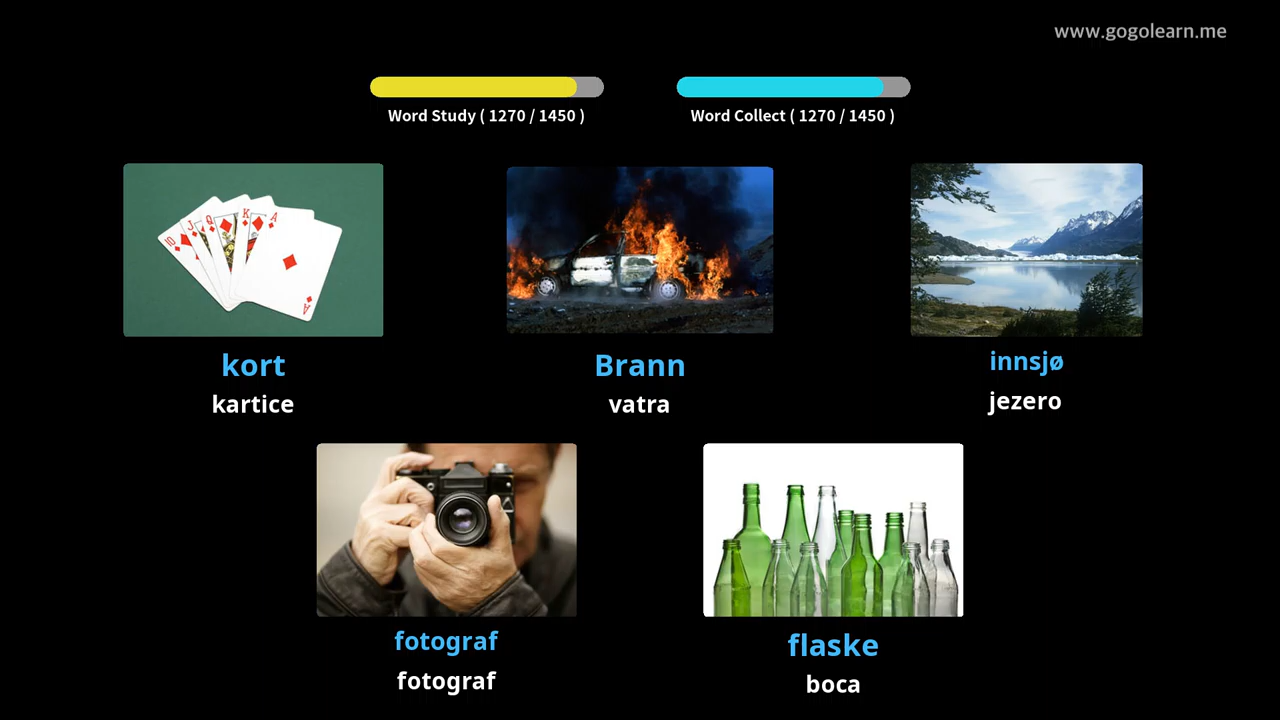 www.gogolearn.me
Word Study ( 1270 / 1450 )
Word Collect ( 1270 / 1450 )
kort
kartice
Brann
vatra
innsjø
jezero
fotograf
fotograf
flaske
boca